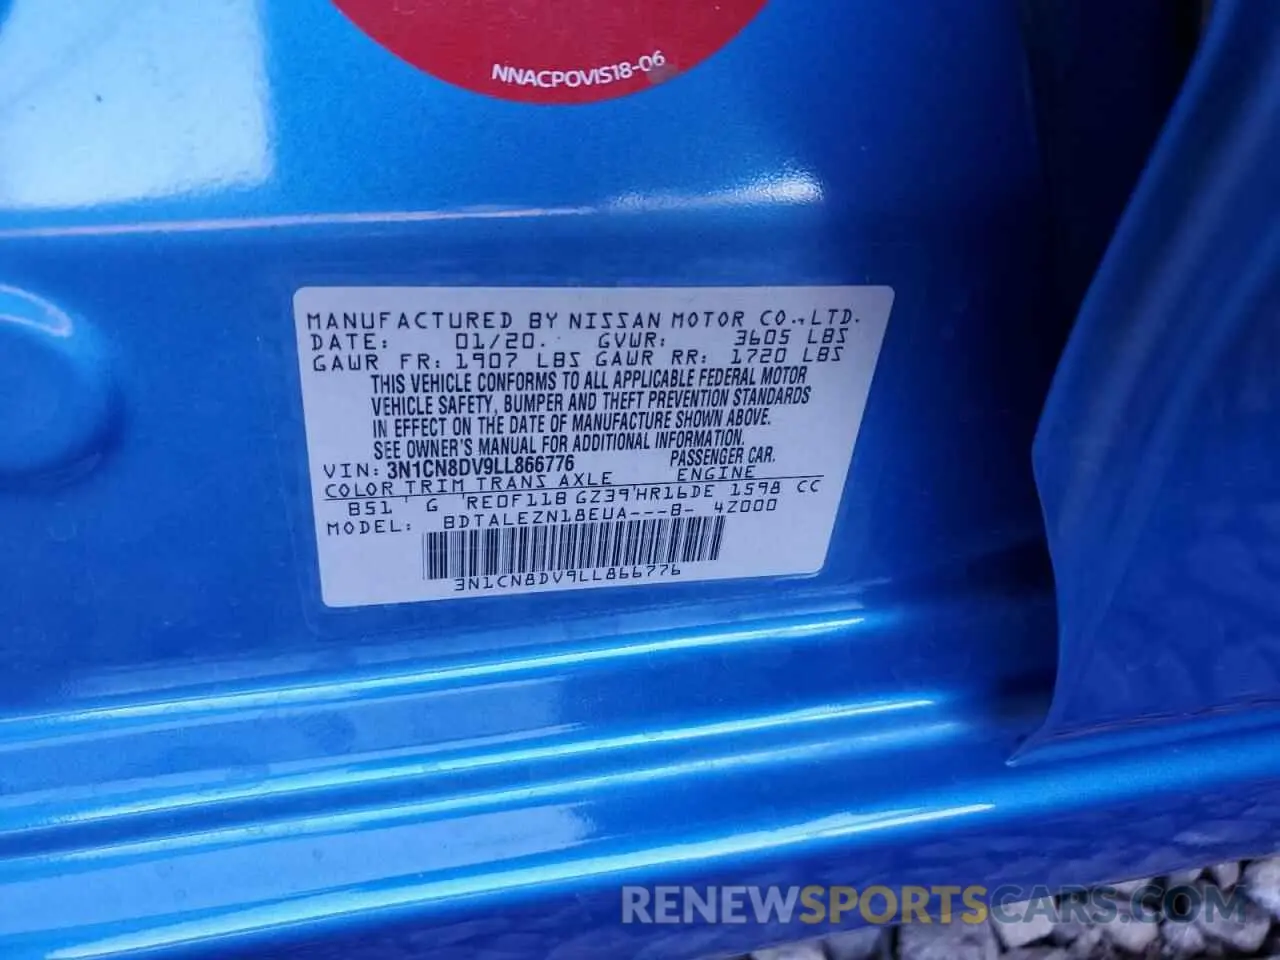 NNACPOVIS18-06
MANUFACTURED BY NISSAN MOTOR CO.,LTD.
DATE: 01/20. GVWR: 3605 LBS
GAWR FR: 1907 LBS GAWR RR: 1720 LBS
THIS VEHICLE CONFORMS TO ALL APPLICABLE FEDERAL MOTOR
VEHICLE SAFETY, BUMPER AND THEFT PREVENTION STANDARDS
IN EFFECT ON THE DATE OF MANUFACTURE SHOWN ABOVE.
SEE OWNER'S MANUAL FOR ADDITIONAL INFORMATION.
VIN: 3N1CN8DV9LL866776 PASSENGER CAR.
COLOR TRIM TRANS AXLE ENGINE
B51 G RE0F11B GZ39 HR16DE 1598 CC
MODEL: BDTALEZN18EUA---B- 4Z000
3N1CN8DV9LL866776
RENEWSPORTSCARS.COM